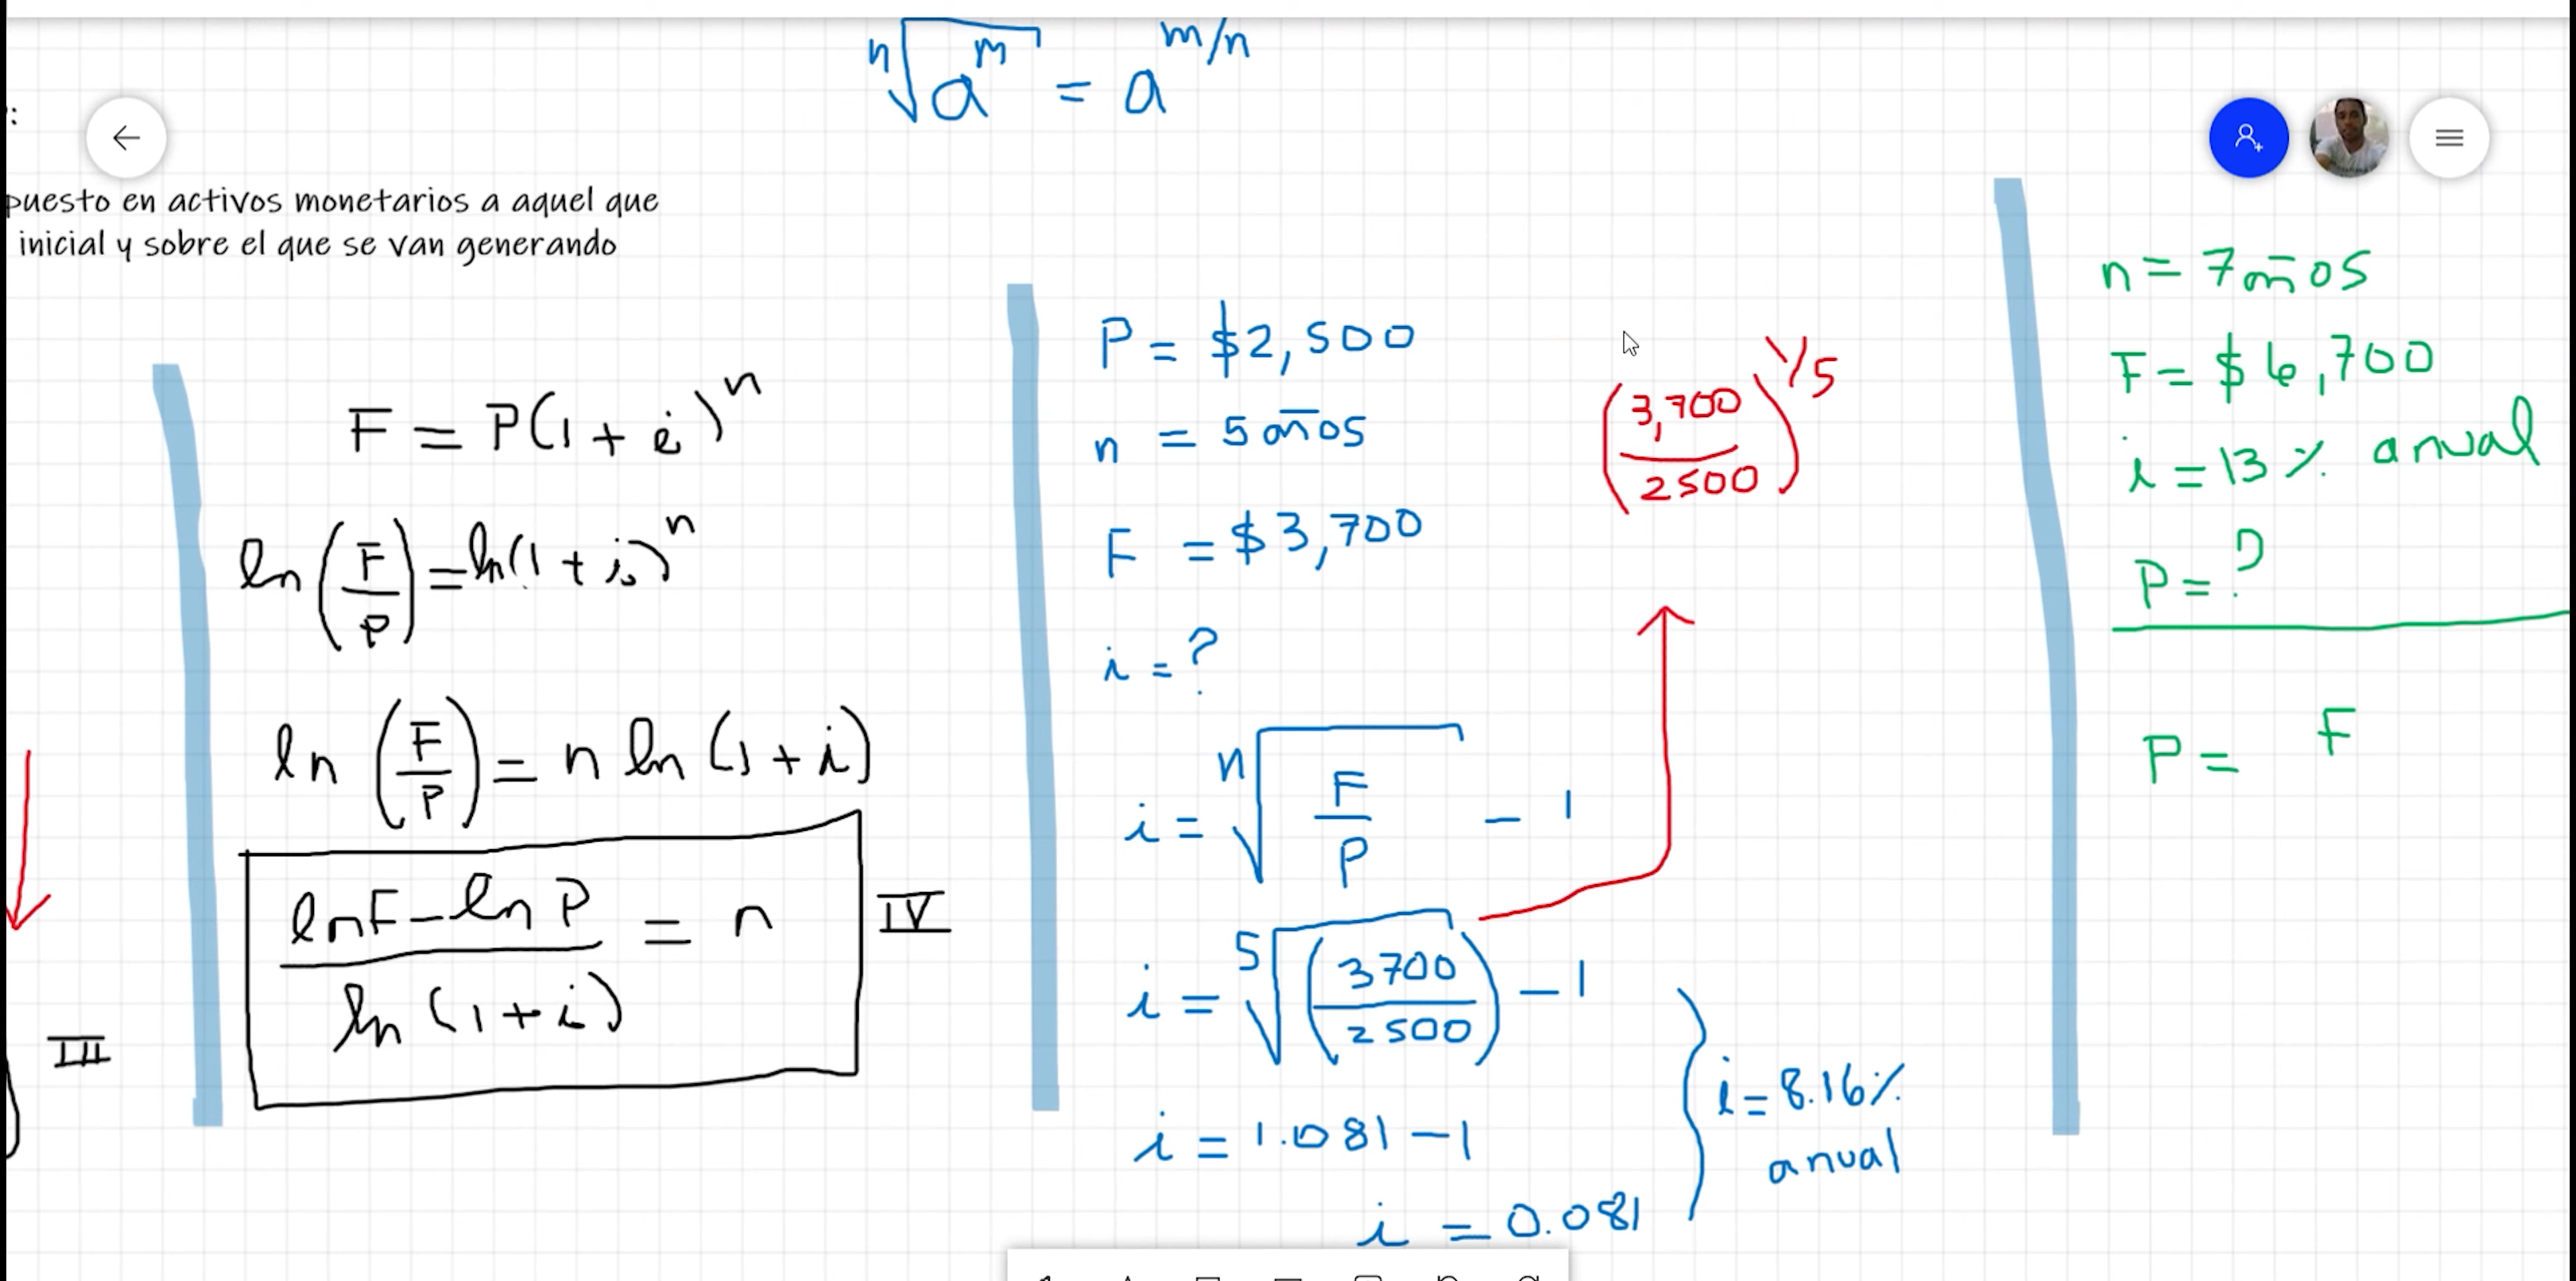 ⁿ√(a^m) = a^(m/n)
:
puesto en activos monetarios a aquel que
inicial y sobre el que se van generando
F = P(1 + i)^n
ln(F/P) = ln(1 + i)^n
ln(F/P) = n ln(1 + i)
(lnF - ln P)/(ln(1 + i)) = n
IV
III
P = $2,500
n = 5 años
F = $3,700
i = ?
i = ⁿ√(F/P) - 1
i = ⁵√(3700/2500) - 1
i = 1.081 - 1
i = 0.081
(3,700/2500)^(1/5)
i = 8.16%
anual
n = 7 años
F = $6,700
i = 13% anual
P = ?
P = F